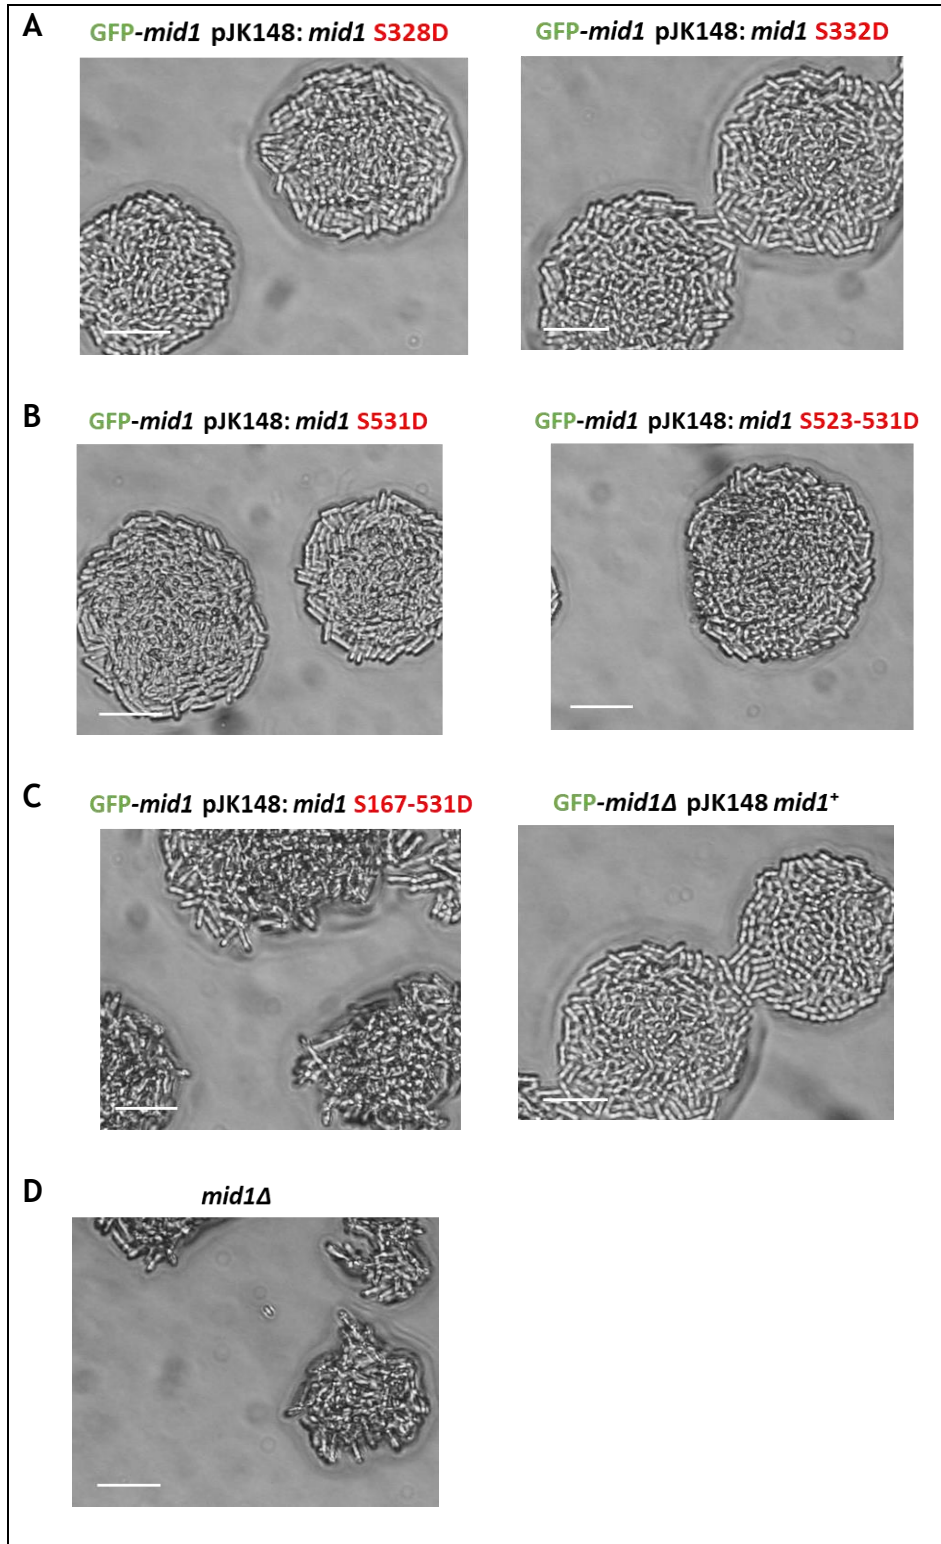 A
GFP-mid1 pJK148: mid1 S328D
GFP-mid1 pJK148: mid1 S332D
B
GFP-mid1 pJK148: mid1 S531D
GFP-mid1 pJK148: mid1 S523-531D
C
GFP-mid1 pJK148: mid1 S167-531D
GFP-mid1Δ pJK148 mid1⁺
D
mid1Δ